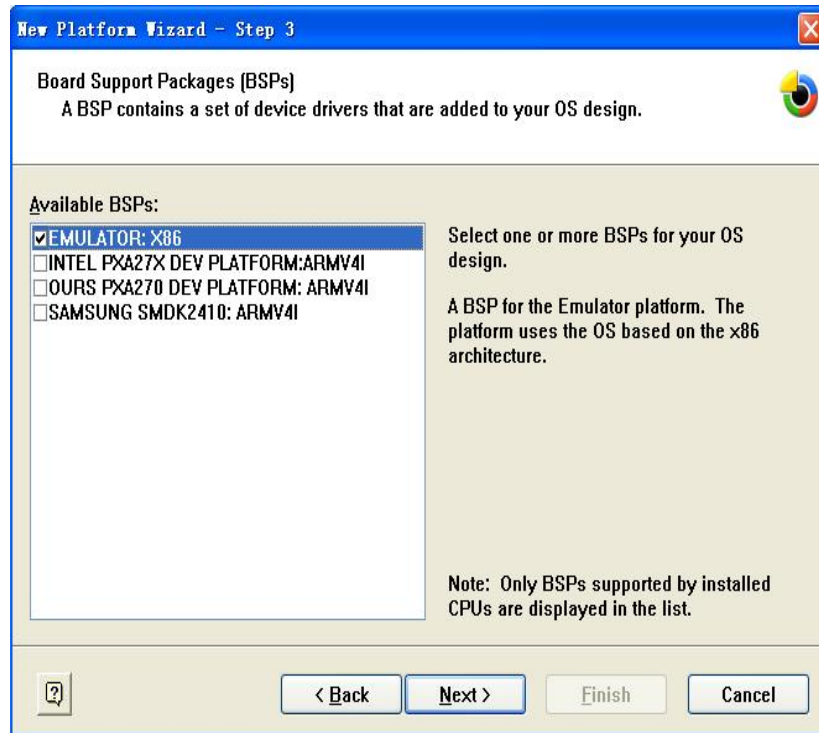 New Platform Wizard - Step 3
Board Support Packages (BSPs)
A BSP contains a set of device drivers that are added to your OS design.
Available BSPs:
EMULATOR: X86
INTEL PXA27X DEV PLATFORM:ARMV4I
OURS PXA270 DEV PLATFORM: ARMV4I
SAMSUNG SMDK2410: ARMV4I
Select one or more BSPs for your OS
design.
A BSP for the Emulator platform. The
platform uses the OS based on the x86
architecture.
Note: Only BSPs supported by installed
CPUs are displayed in the list.
? < Back Next > Finish Cancel